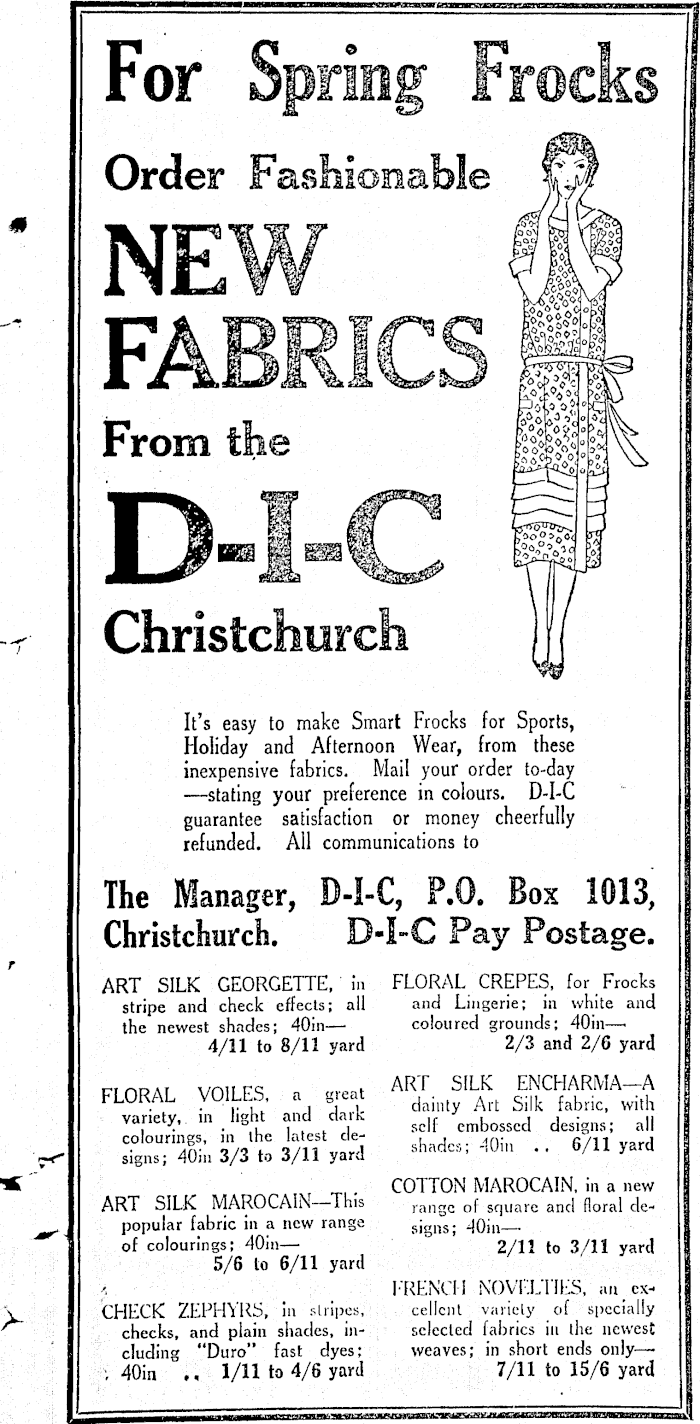 For Spring Frocks
Order Fashionable
NEW
FABRICS
From the
D-I-C
Christchurch
It's easy to make Smart Frocks for Sports,
Holiday and Afternoon Wear, from these
inexpensive fabrics. Mail your order to-day
—stating your preference in colours. D-I-C
guarantee satisfaction or money cheerfully
refunded. All communications to
The Manager, D-I-C, P.O. Box 1013,
Christchurch. D-I-C Pay Postage.
ART SILK GEORGETTE, in
stripe and check effects; all
the newest shades; 40in—
4/11 to 8/11 yard
FLORAL VOILES, a great
variety, in light and dark
colourings, in the latest de-
signs; 40in 3/3 to 3/11 yard
ART SILK MAROCAIN—This
popular fabric in a new range
of colourings; 40in—
5/6 to 6/11 yard
CHECK ZEPHYRS, in stripes,
checks, and plain shades, in-
cluding "Duro" fast dyes;
40in .. 1/11 to 4/6 yard
FLORAL CREPES, for Frocks
and Lingerie; in white and
coloured grounds; 40in—
2/3 and 2/6 yard
ART SILK ENCHARMA—A
dainty Art Silk fabric, with
self embossed designs; all
shades; 40in .. 6/11 yard
COTTON MAROCAIN, in a new
range of square and floral de-
signs; 40in—
2/11 to 3/11 yard
FRENCH NOVELTIES, an ex-
cellent variety of specially
selected fabrics in the newest
weaves; in short ends only—
7/11 to 15/6 yard